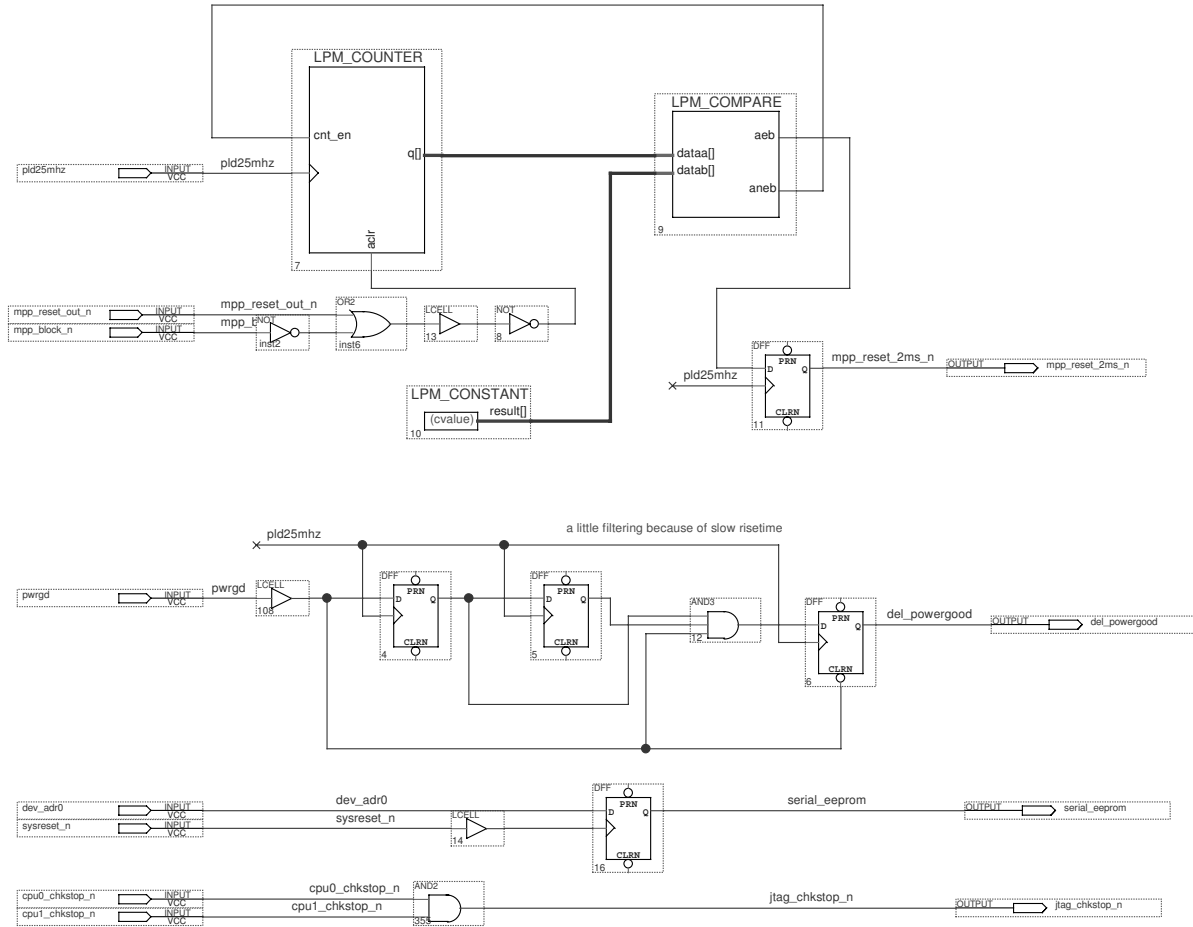 LPM_COUNTER
LPM_COMPARE
cnt_en
aeb
q[]
dataa[]
pld25mhz
INPUT
VCC
pld25mhz
datab[]
aneb
aclr
7
9
mpp_reset_out_n
INPUT
VCC
mpp_reset_out_n
OR2
LCELL
NOT
mpp_block_n
INPUT
VCC
NOT
inst2
inst6
13
8
DFF
PRN
D
Q
mpp_reset_2ms_n
OUTPUT
mpp_reset_2ms_n
pld25mhz
CLRN
11
LPM_CONSTANT
(cvalue)
result[]
10
a little filtering because of slow risetime
pld25mhz
pwrgd
INPUT
VCC
pwrgd
LCELL
108
DFF
PRN
D
Q
CLRN
4
DFF
PRN
D
Q
CLRN
5
AND3
12
DFF
PRN
D
Q
CLRN
6
del_powergood
OUTPUT
del_powergood
dev_adr0
INPUT
VCC
dev_adr0
sysreset_n
INPUT
VCC
sysreset_n
LCELL
14
DFF
PRN
D
Q
CLRN
16
serial_eeprom
OUTPUT
serial_eeprom
cpu0_chkstop_n
INPUT
VCC
cpu0_chkstop_n
cpu1_chkstop_n
INPUT
VCC
cpu1_chkstop_n
AND2
355
jtag_chkstop_n
OUTPUT
jtag_chkstop_n